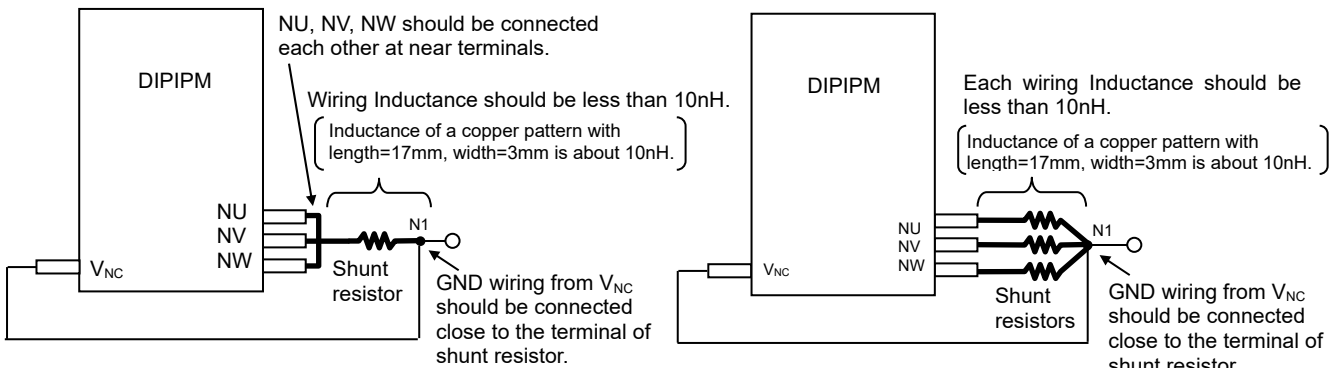 NU, NV, NW should be connected
each other at near terminals.
DIPIPM
Wiring Inductance should be less than 10nH.
Inductance of a copper pattern with
length=17mm, width=3mm is about 10nH.
NU
NV
NW
N1
VNC
Shunt
resistor
GND wiring from VNC
should be connected
close to the terminal of
shunt resistor.
DIPIPM
Each wiring Inductance should be
less than 10nH.
Inductance of a copper pattern with
length=17mm, width=3mm is about 10nH.
NU
NV
NW
N1
VNC
Shunt
resistors
GND wiring from VNC
should be connected
close to the terminal of
shunt resistor